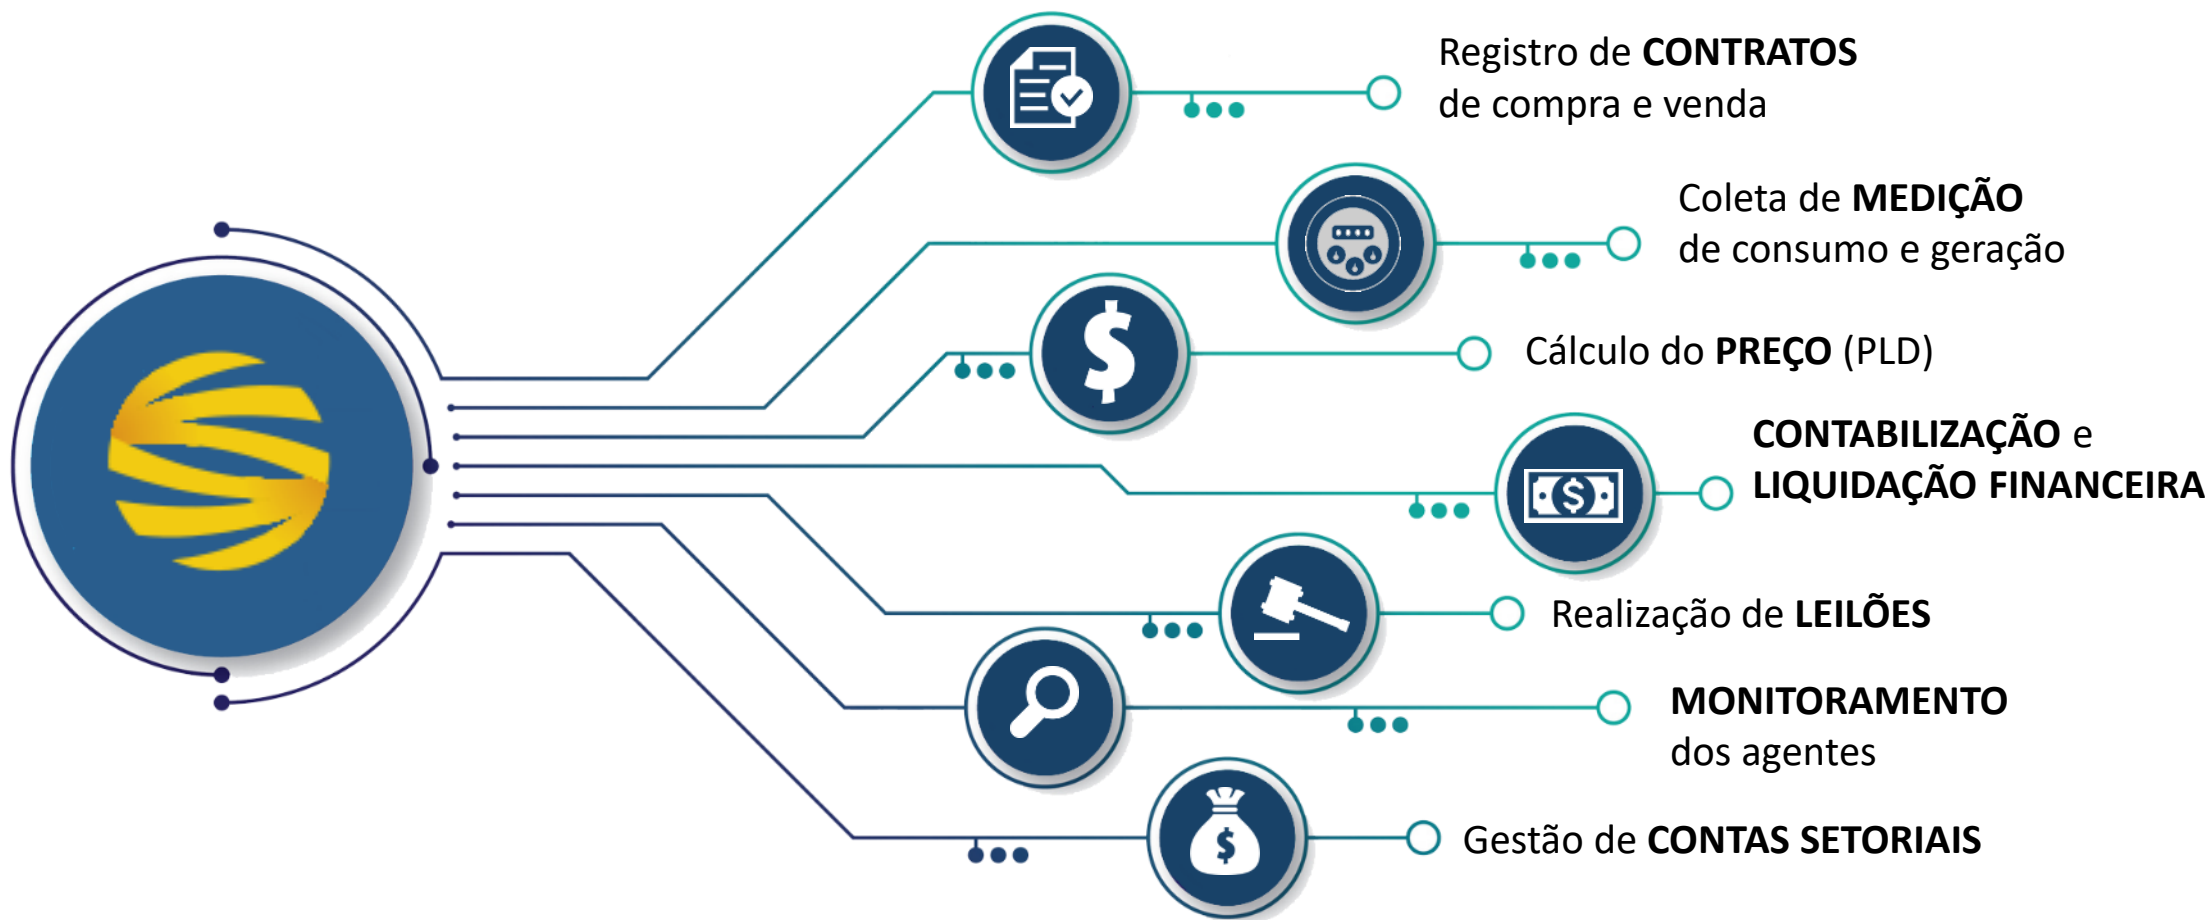 Registro de CONTRATOS
de compra e venda
Coleta de MEDIÇÃO
de consumo e geração
Cálculo do PREÇO (PLD)
CONTABILIZAÇÃO e
LIQUIDAÇÃO FINANCEIRA
Realização de LEILÕES
MONITORAMENTO
dos agentes
Gestão de CONTAS SETORIAIS